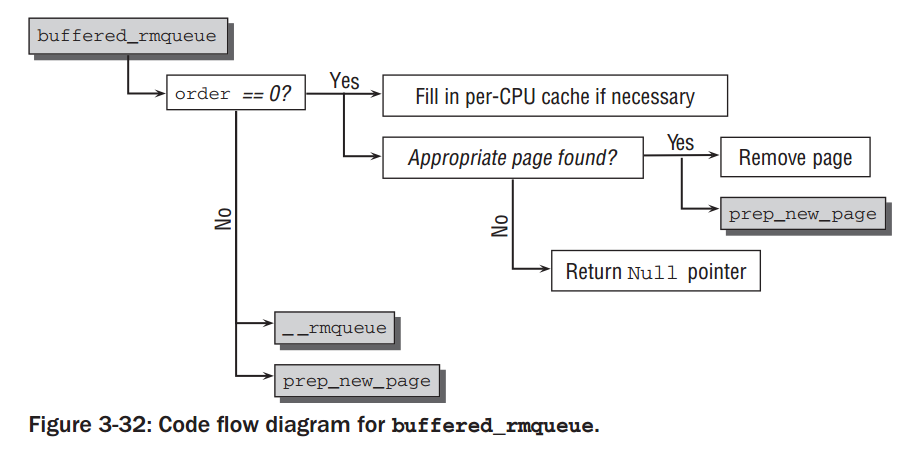 buffered_rmqueue
order == 0?
Yes
Fill in per-CPU cache if necessary
Appropriate page found?
Yes
Remove page
prep_new_page
No
No
Return Null pointer
__rmqueue
prep_new_page
Figure 3-32: Code flow diagram for buffered_rmqueue.